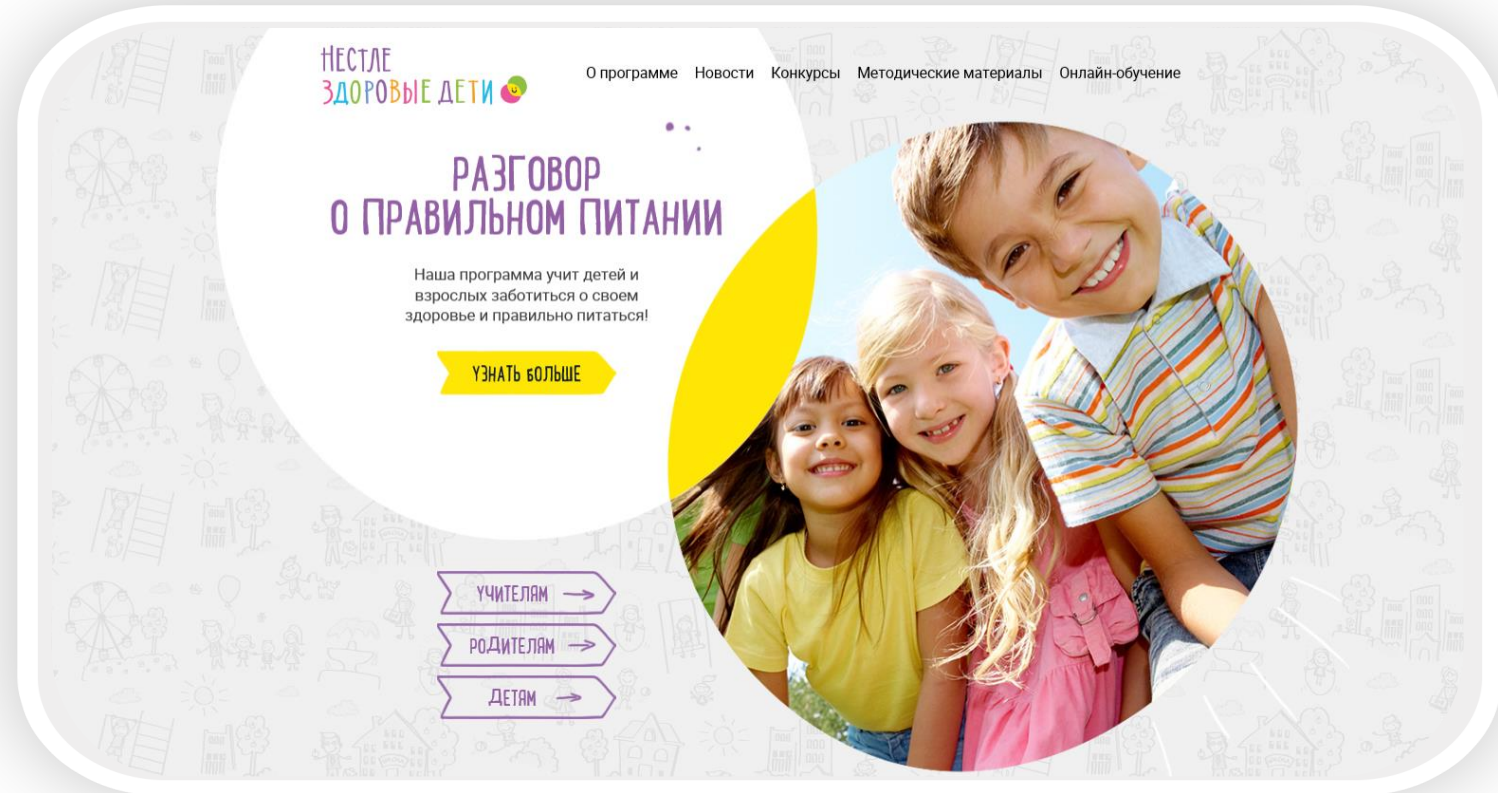 НЕСТЛЕ
ЗДОРОВЫЕ ДЕТИ
О программе Новости Конкурсы Методические материалы Онлайн-обучение
РАЗГОВОР
О ПРАВИЛЬНОМ ПИТАНИИ
Наша программа учит детей и
взрослых заботиться о своем
здоровье и правильно питаться!
УЗНАТЬ БОЛЬШЕ
УЧИТЕЛЯМ
РОДИТЕЛЯМ
ДЕТЯМ